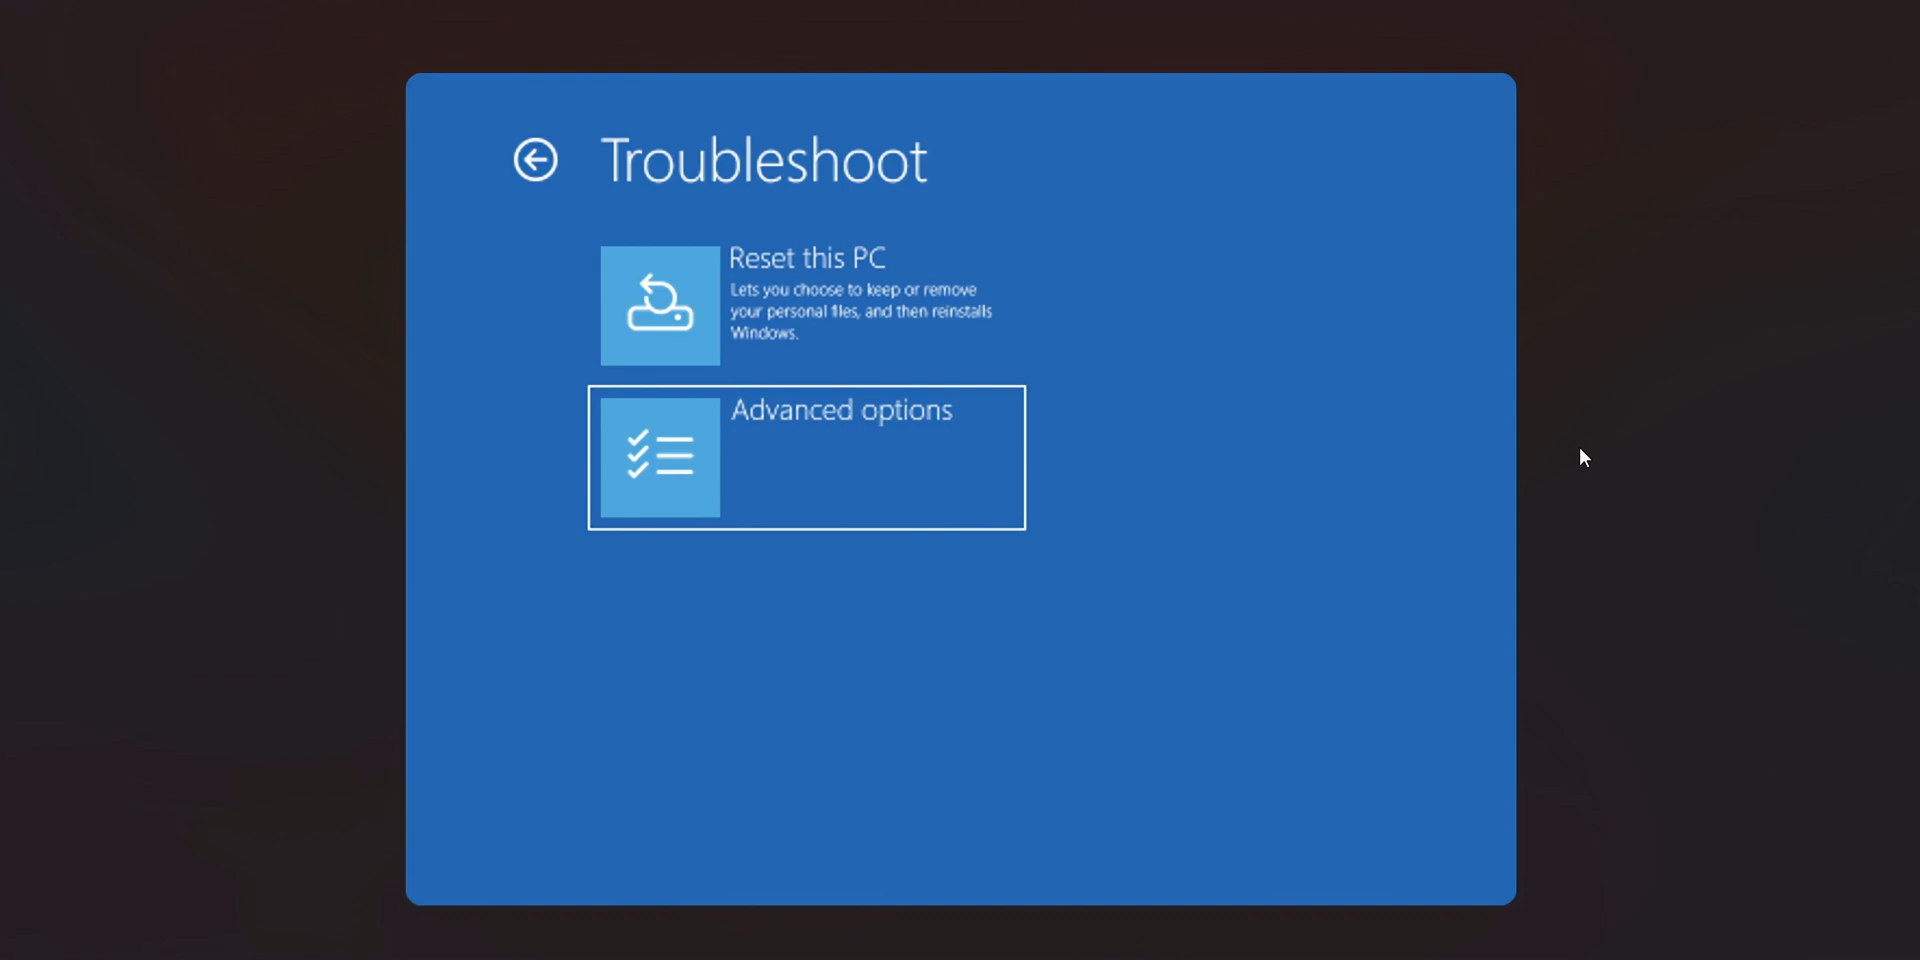 Troubleshoot
Reset this PC
Lets you choose to keep or remove
your personal files, and then reinstalls
Windows.
Advanced options